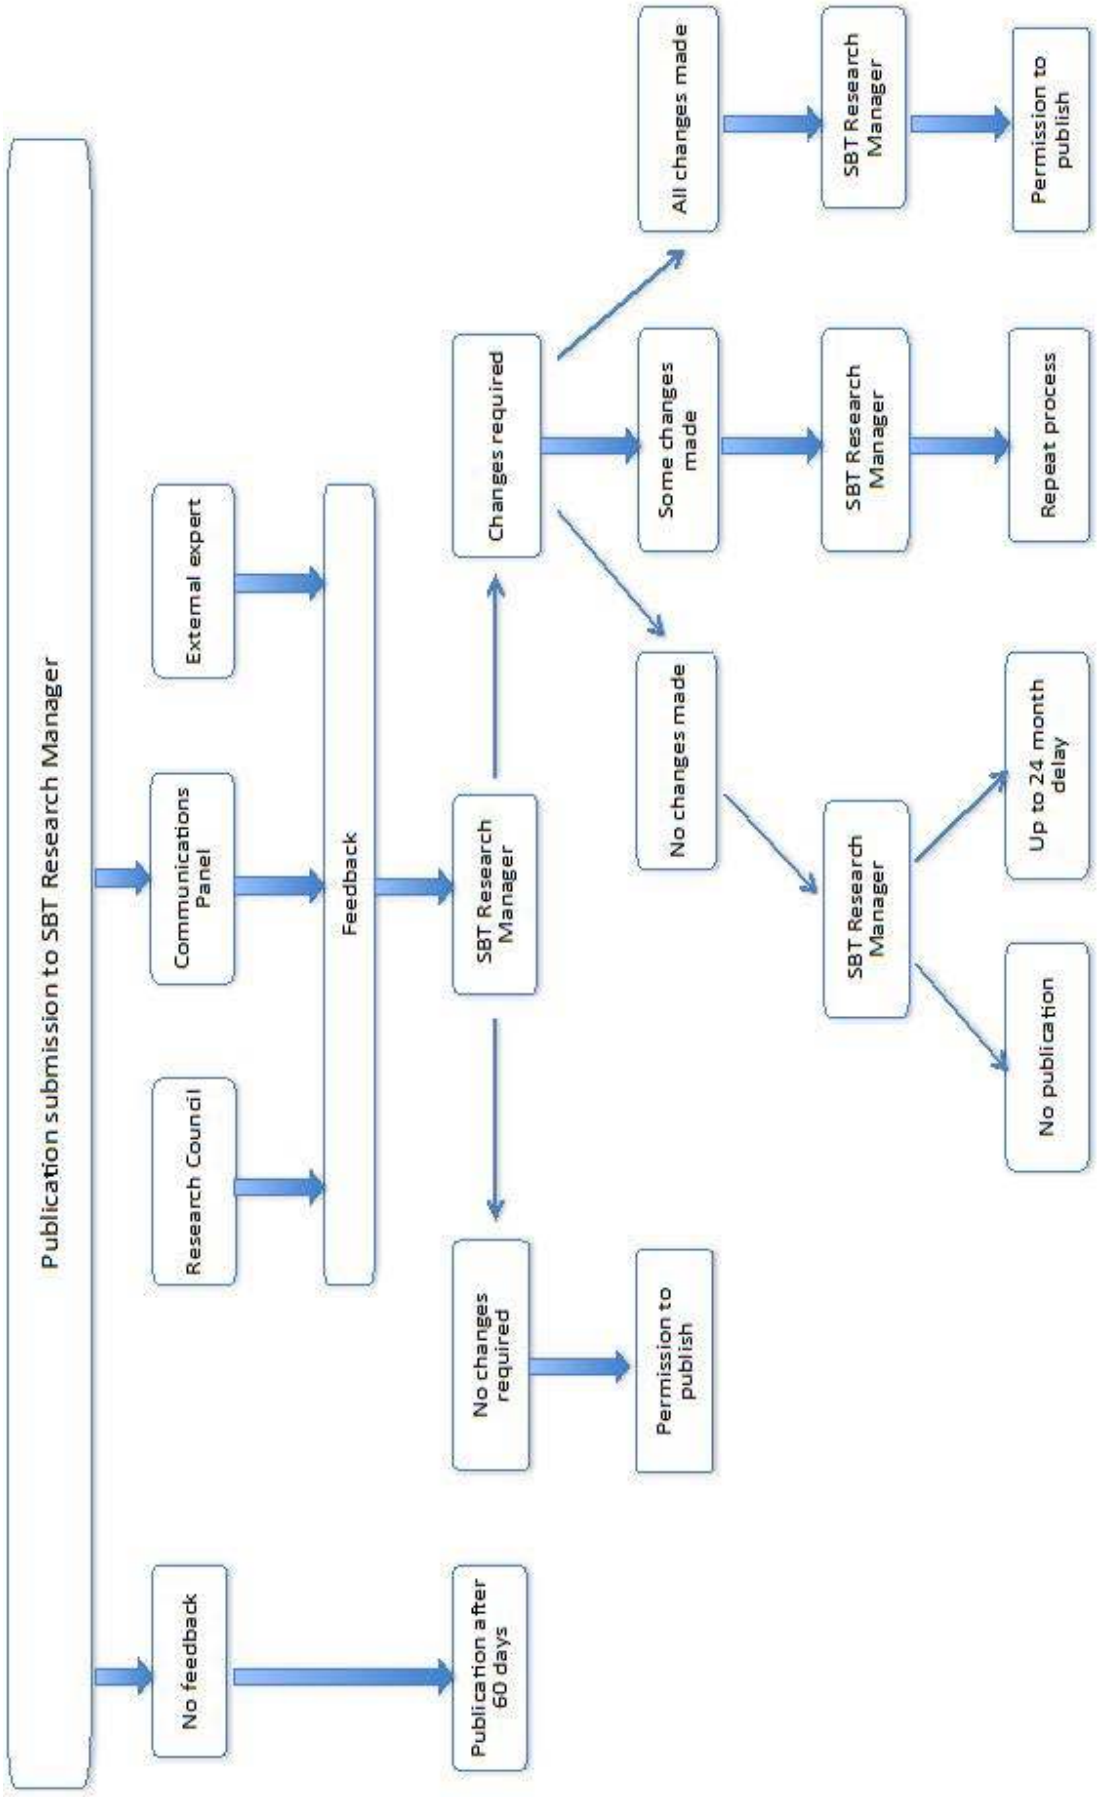 Publication submission to SBT Research Manager
No feedback
Research Council
Communications
Panel
External expert
Feedback
Publication after
60 days
No changes
required
SBT Research
Manager
Changes required
Permission to
publish
No changes made
Some changes
made
All changes made
SBT Research
Manager
SBT Research
Manager
SBT Research
Manager
No publication
Up to 24 month
delay
Repeat process
Permission to
publish